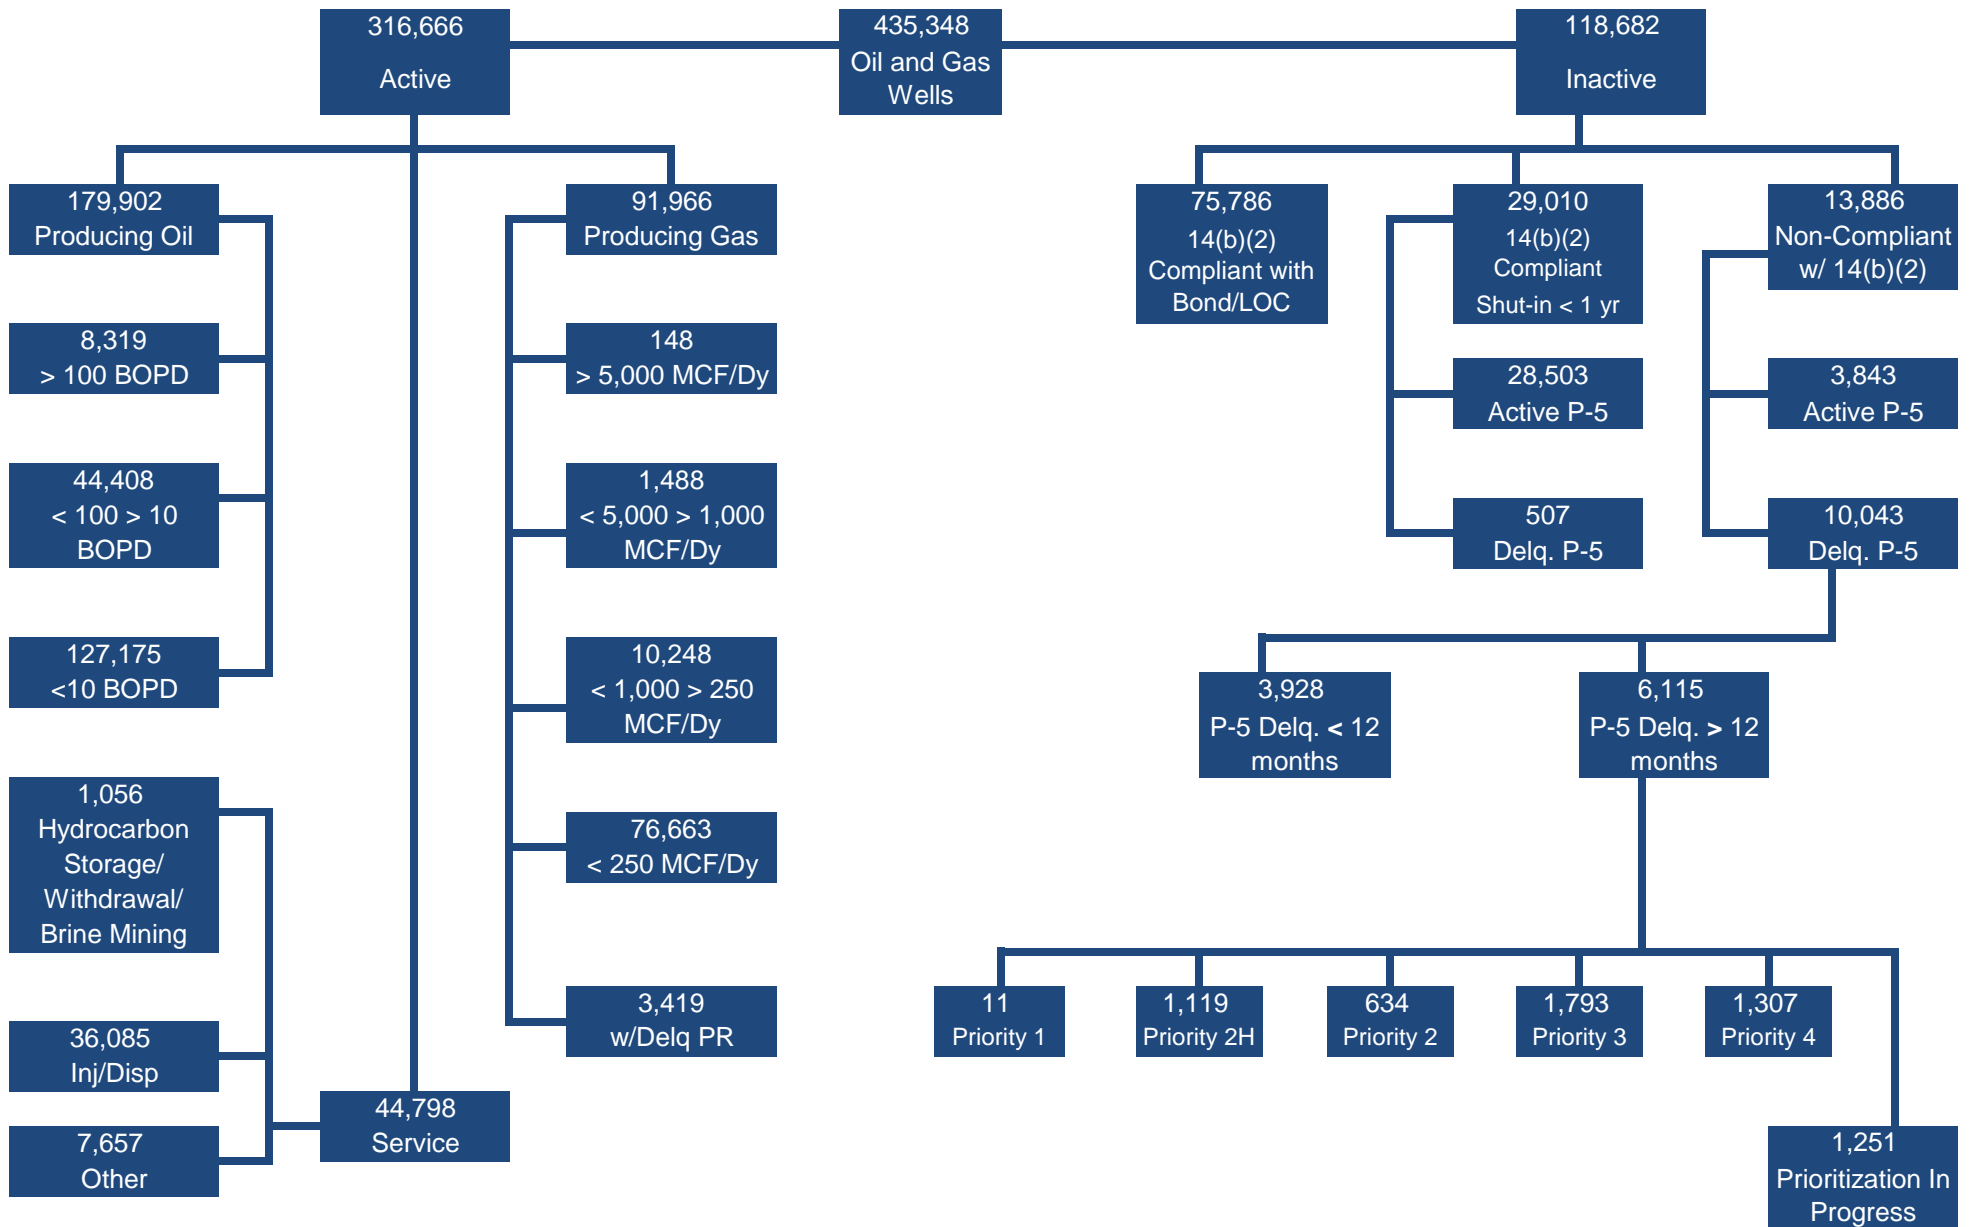 316,666
Active
435,348
Oil and Gas
Wells
118,682
Inactive
179,902
Producing Oil
91,966
Producing Gas
75,786
14(b)(2)
Compliant with
Bond/LOC
29,010
14(b)(2)
Compliant
Shut-in < 1 yr
13,886
Non-Compliant
w/ 14(b)(2)
8,319
> 100 BOPD
148
> 5,000 MCF/Dy
28,503
Active P-5
3,843
Active P-5
44,408
< 100 > 10
BOPD
1,488
< 5,000 > 1,000
MCF/Dy
507
Delq. P-5
10,043
Delq. P-5
127,175
<10 BOPD
10,248
< 1,000 > 250
MCF/Dy
3,928
P-5 Delq. < 12
months
6,115
P-5 Delq. > 12
months
1,056
Hydrocarbon
Storage/
Withdrawal/
Brine Mining
76,663
< 250 MCF/Dy
3,419
w/Delq PR
11
Priority 1
1,119
Priority 2H
634
Priority 2
1,793
Priority 3
1,307
Priority 4
36,085
Inj/Disp
44,798
Service
7,657
Other
1,251
Prioritization In
Progress